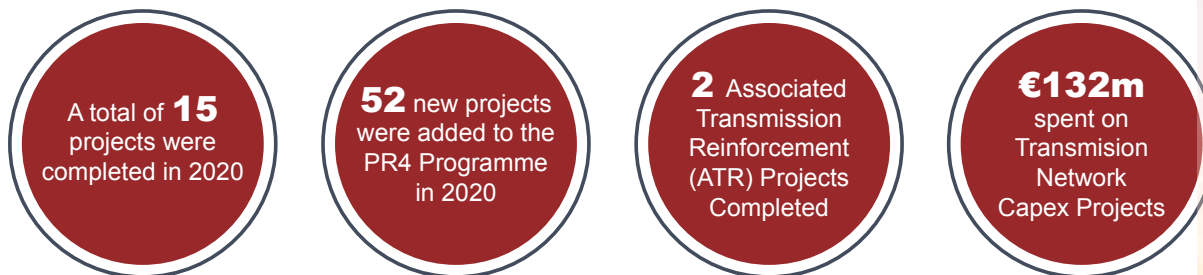 A total of 15
projects were
completed in 2020
52 new projects
were added to the
PR4 Programme
in 2020
2 Associated
Transmission
Reinforcement
(ATR) Projects
Completed
€132m
spent on
Transmision
Network
Capex Projects